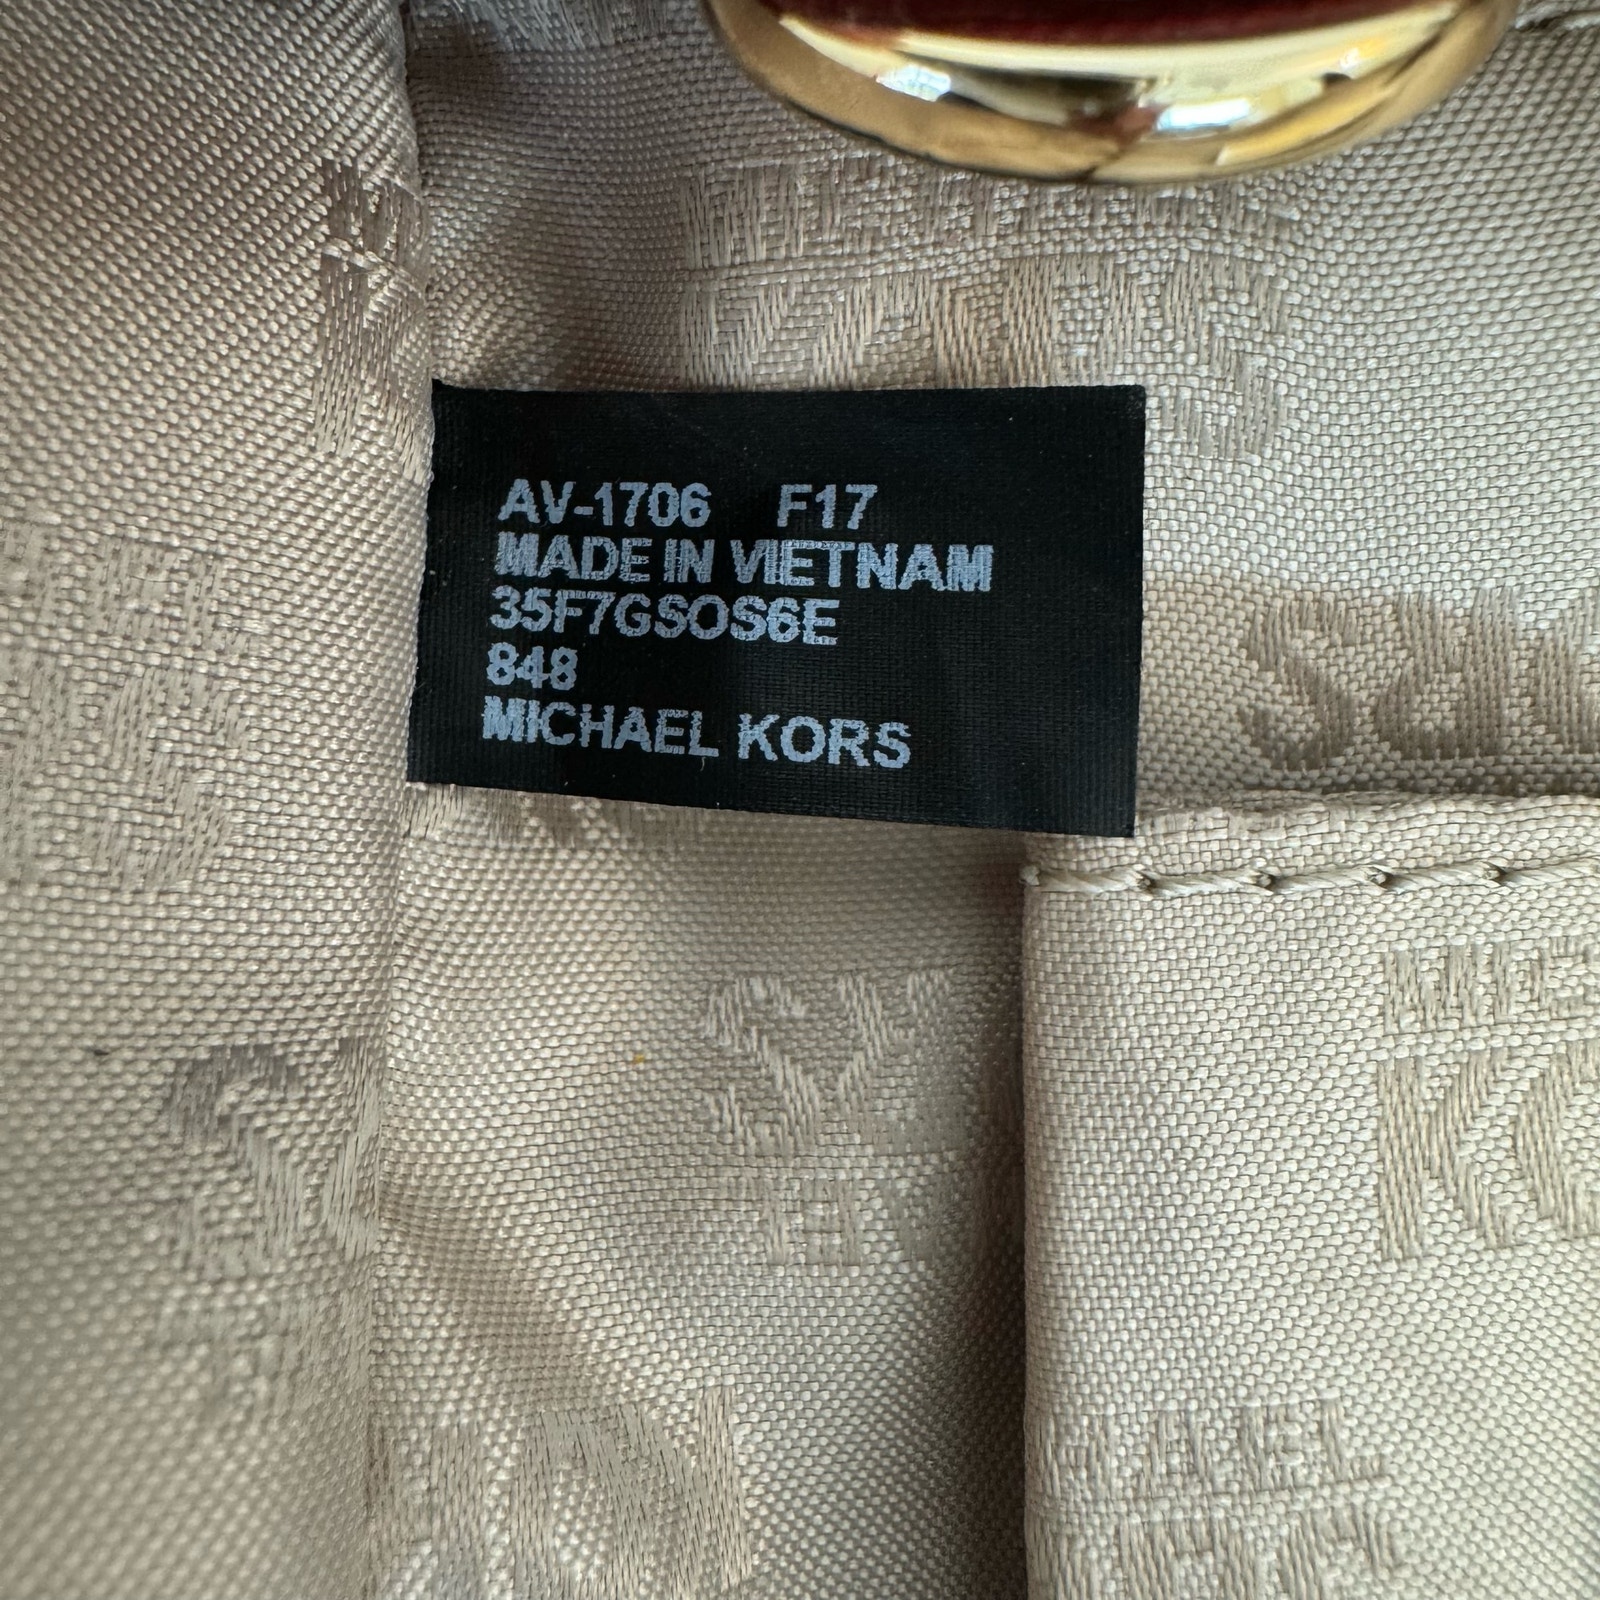 AV-1706 F17
MADE IN VIETNAM
35F7GSOS6E
848
MICHAEL KORS